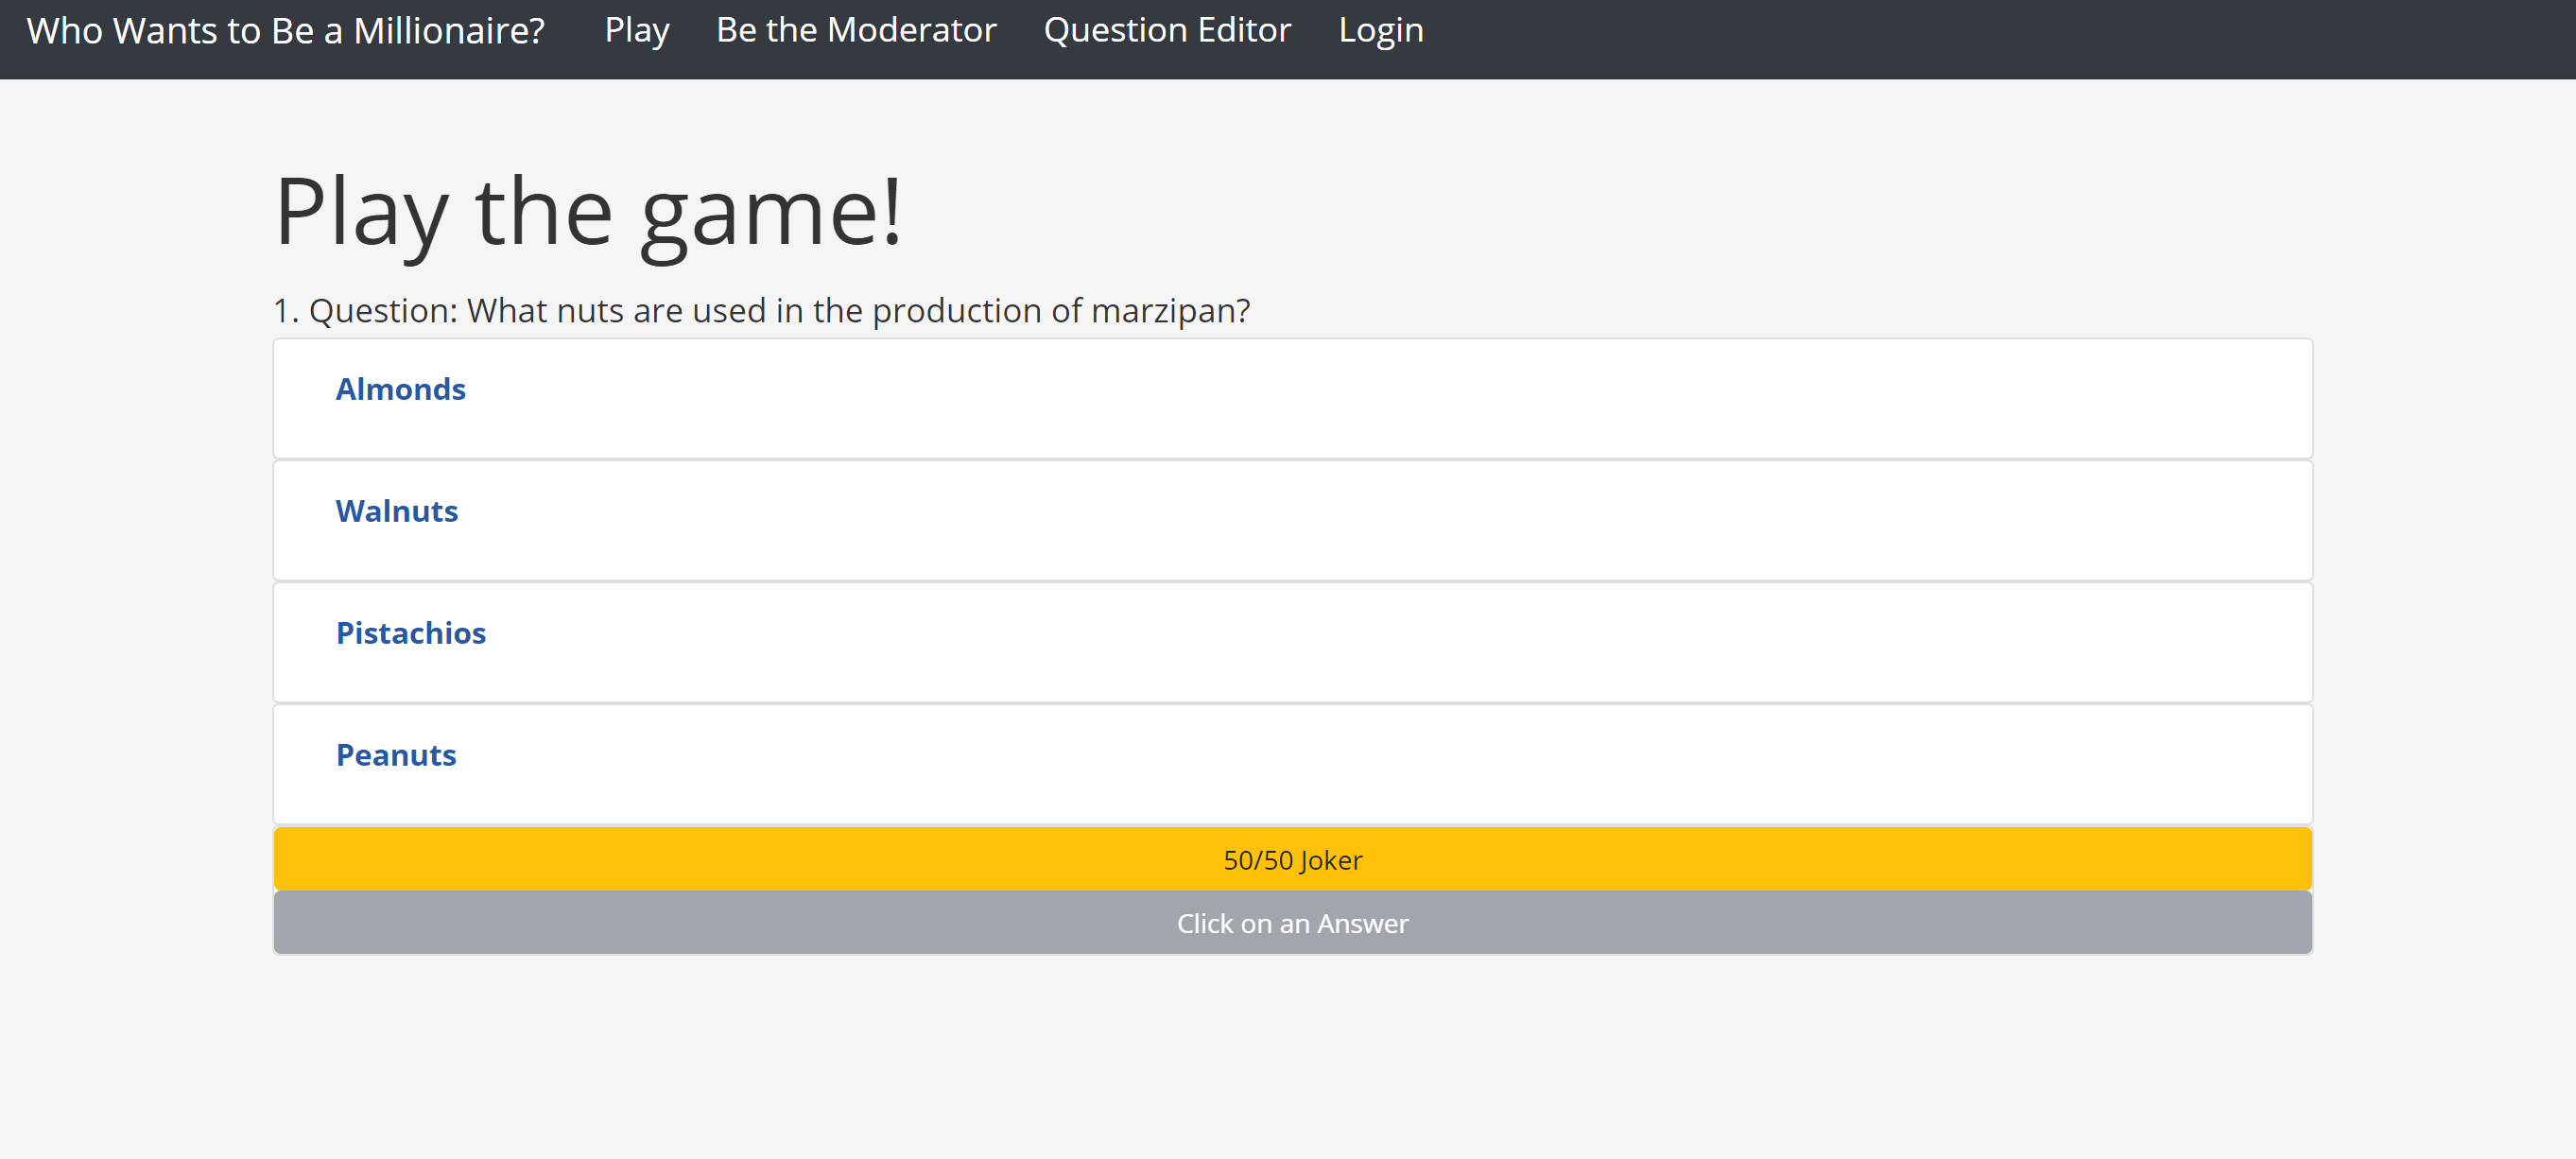 Who Wants to Be a Millionaire? Play Be the Moderator Question Editor Login
Play the game!
1. Question: What nuts are used in the production of marzipan?
Almonds
Walnuts
Pistachios
Peanuts
50/50 Joker
Click on an Answer